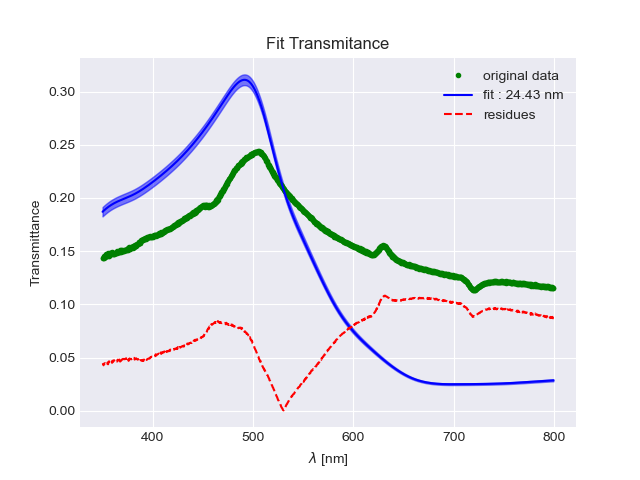 Fit Transmitance
original data
fit : 24.43 nm
residues
Transmittance
0.30
0.25
0.20
0.15
0.10
0.05
0.00
400 500 600 700 800
λ [nm]